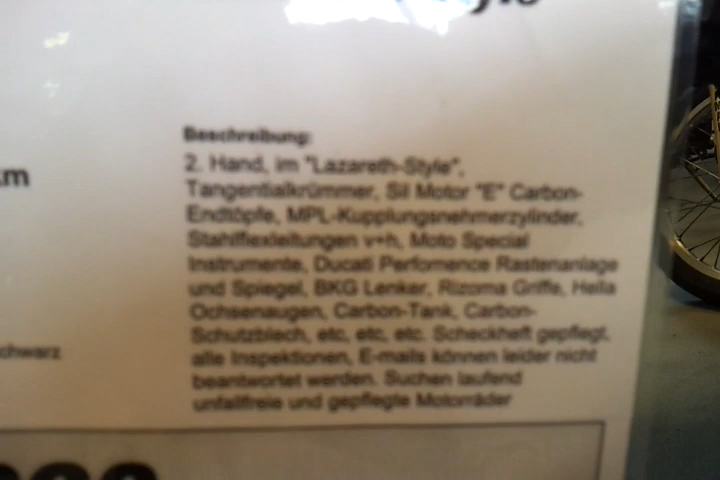 Beschreibung:
2. Hand, im "Lazareth-Style",
Tangentialkrümmer, Sil Motor "E" Carbon-
Endtöpfe, MPL-Kupplungsnehmerzylinder,
Stahlflexleitungen v+h, Moto Special
Instrumente, Ducati Perfomence Rastenanlage
und Spiegel, BKG Lenker, Rizoma Griffe, Hella
Ochsenaugen, Carbon-Tank, Carbon-
Schutzblech, etc, etc, etc. Scheckheft gepflegt,
alle Inspektionen, E-mails können leider nicht
beantwortet werden. Suchen laufend
unfallfreie und gepflegte Motorräder
km
chwarz